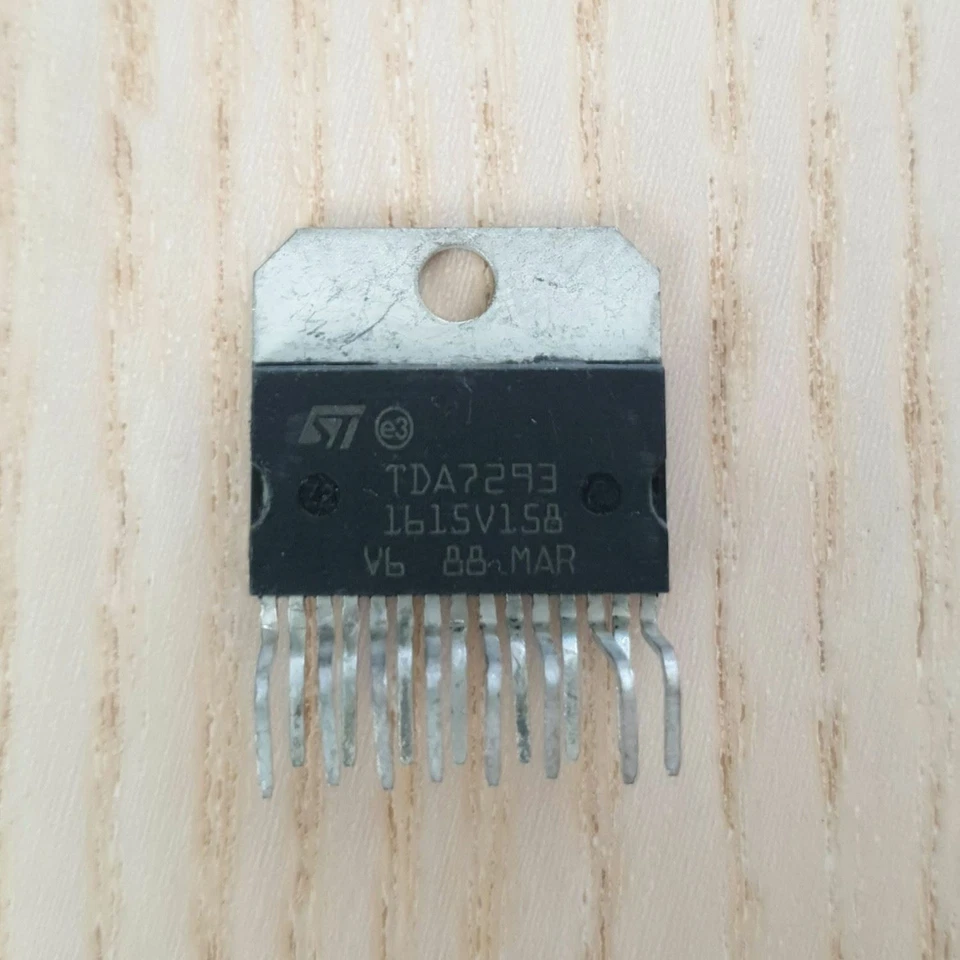 ST e3
TDA7293
1615V158
V6 88 MAR